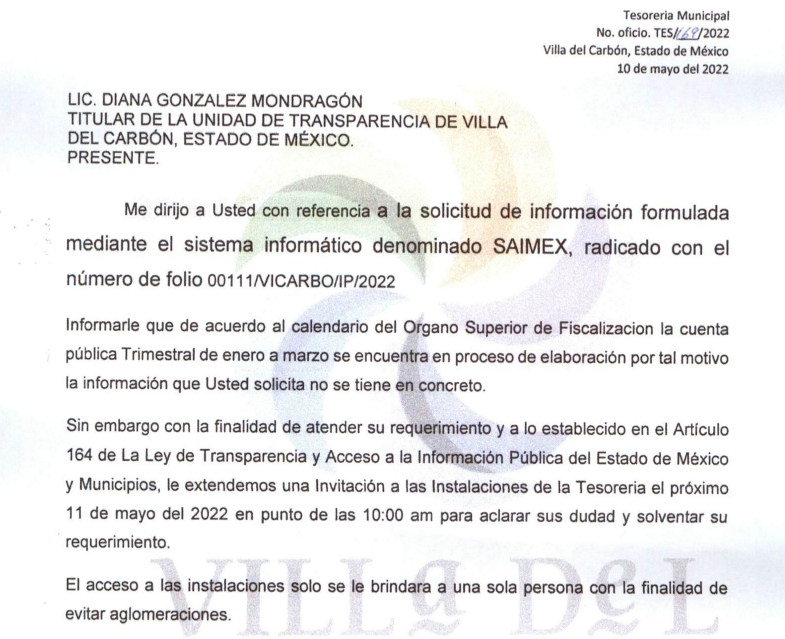 Tesoreria Municipal
No. oficio. TES/169/2022
Villa del Carbón, Estado de México
10 de mayo del 2022
LIC. DIANA GONZALEZ MONDRAGÓN
TITULAR DE LA UNIDAD DE TRANSPARENCIA DE VILLA
DEL CARBÓN, ESTADO DE MÉXICO.
PRESENTE.
Me dirijo a Usted con referencia a la solicitud de información formulada
mediante el sistema informático denominado SAIMEX, radicado con el
número de folio 00111/VICARBO/IP/2022
Informarle que de acuerdo al calendario del Organo Superior de Fiscalizacion la cuenta
pública Trimestral de enero a marzo se encuentra en proceso de elaboración por tal motivo
la información que Usted solicita no se tiene en concreto.
Sin embargo con la finalidad de atender su requerimiento y a lo establecido en el Artículo
164 de La Ley de Transparencia y Acceso a la Información Pública del Estado de México
y Municipios, le extendemos una Invitación a las Instalaciones de la Tesoreria el próximo
11 de mayo del 2022 en punto de las 10:00 am para aclarar sus dudad y solventar su
requerimiento.
El acceso a las instalaciones solo se le brindara a una sola persona con la finalidad de
evitar aglomeraciones.
VILLa DeL